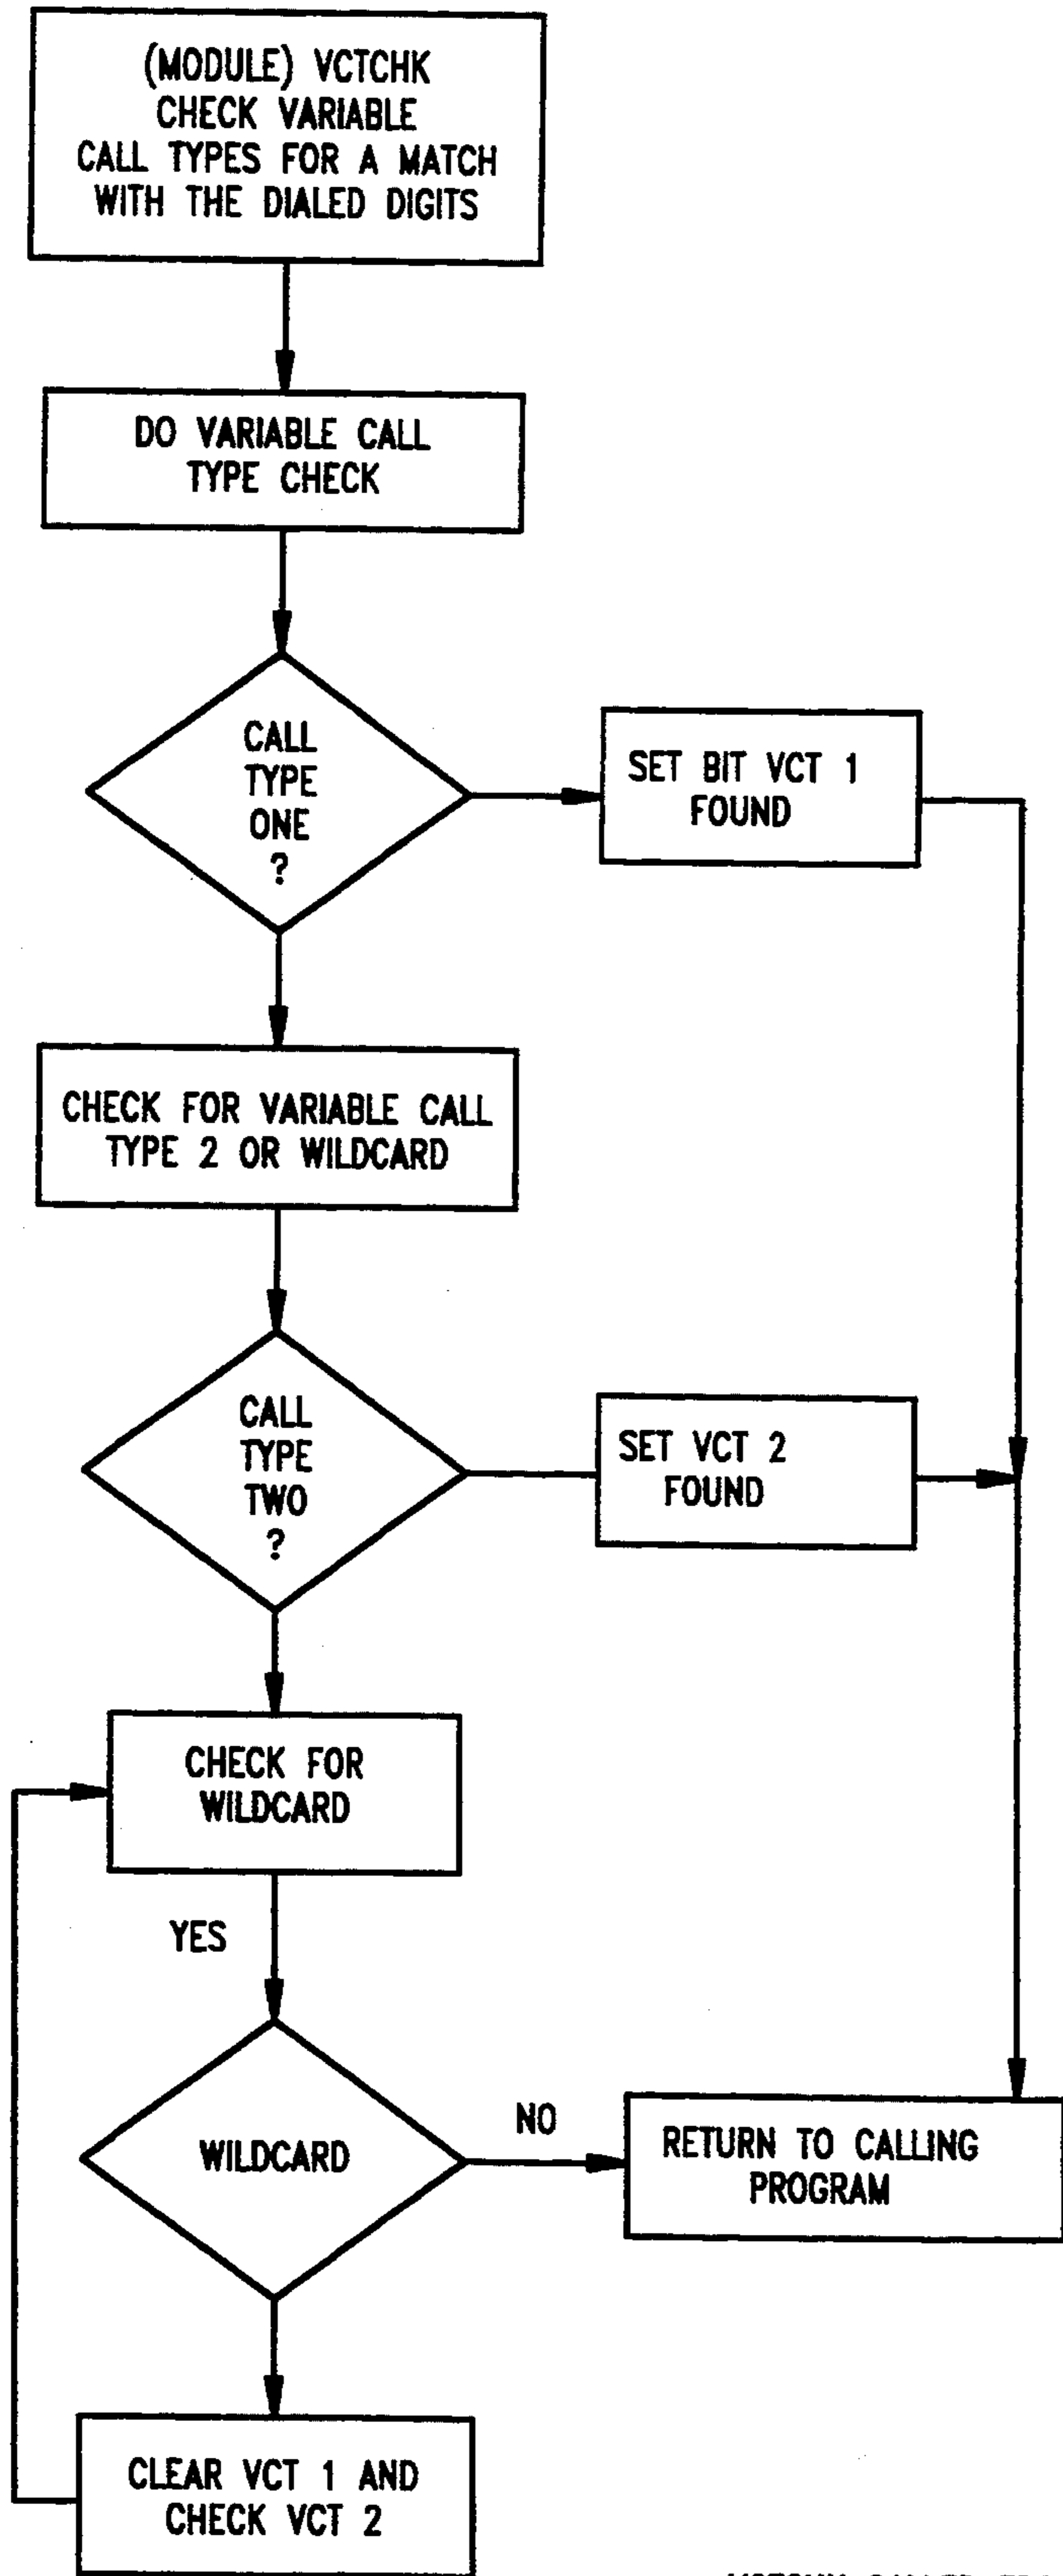 (MODULE) VCTCHK
CHECK VARIABLE
CALL TYPES FOR A MATCH
WITH THE DIALED DIGITS
DO VARIABLE CALL
TYPE CHECK
CALL
TYPE
ONE
?
SET BIT VCT 1
FOUND
CHECK FOR VARIABLE CALL
TYPE 2 OR WILDCARD
CALL
TYPE
TWO
?
SET VCT 2
FOUND
CHECK FOR
WILDCARD
YES
WILDCARD
NO
RETURN TO CALLING
PROGRAM
CLEAR VCT 1 AND
CHECK VCT 2